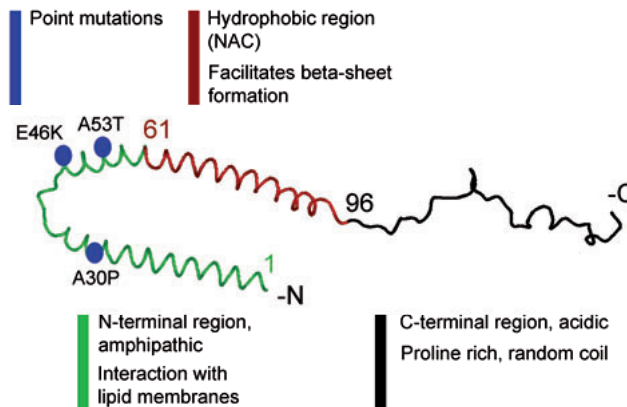 Point mutations
Hydrophobic region
(NAC)
Facilitates beta-sheet
formation
E46K
A53T
61
96
-C
A30P
1
-N
N-terminal region,
amphipathic
Interaction with
lipid membranes
C-terminal region, acidic
Proline rich, random coil